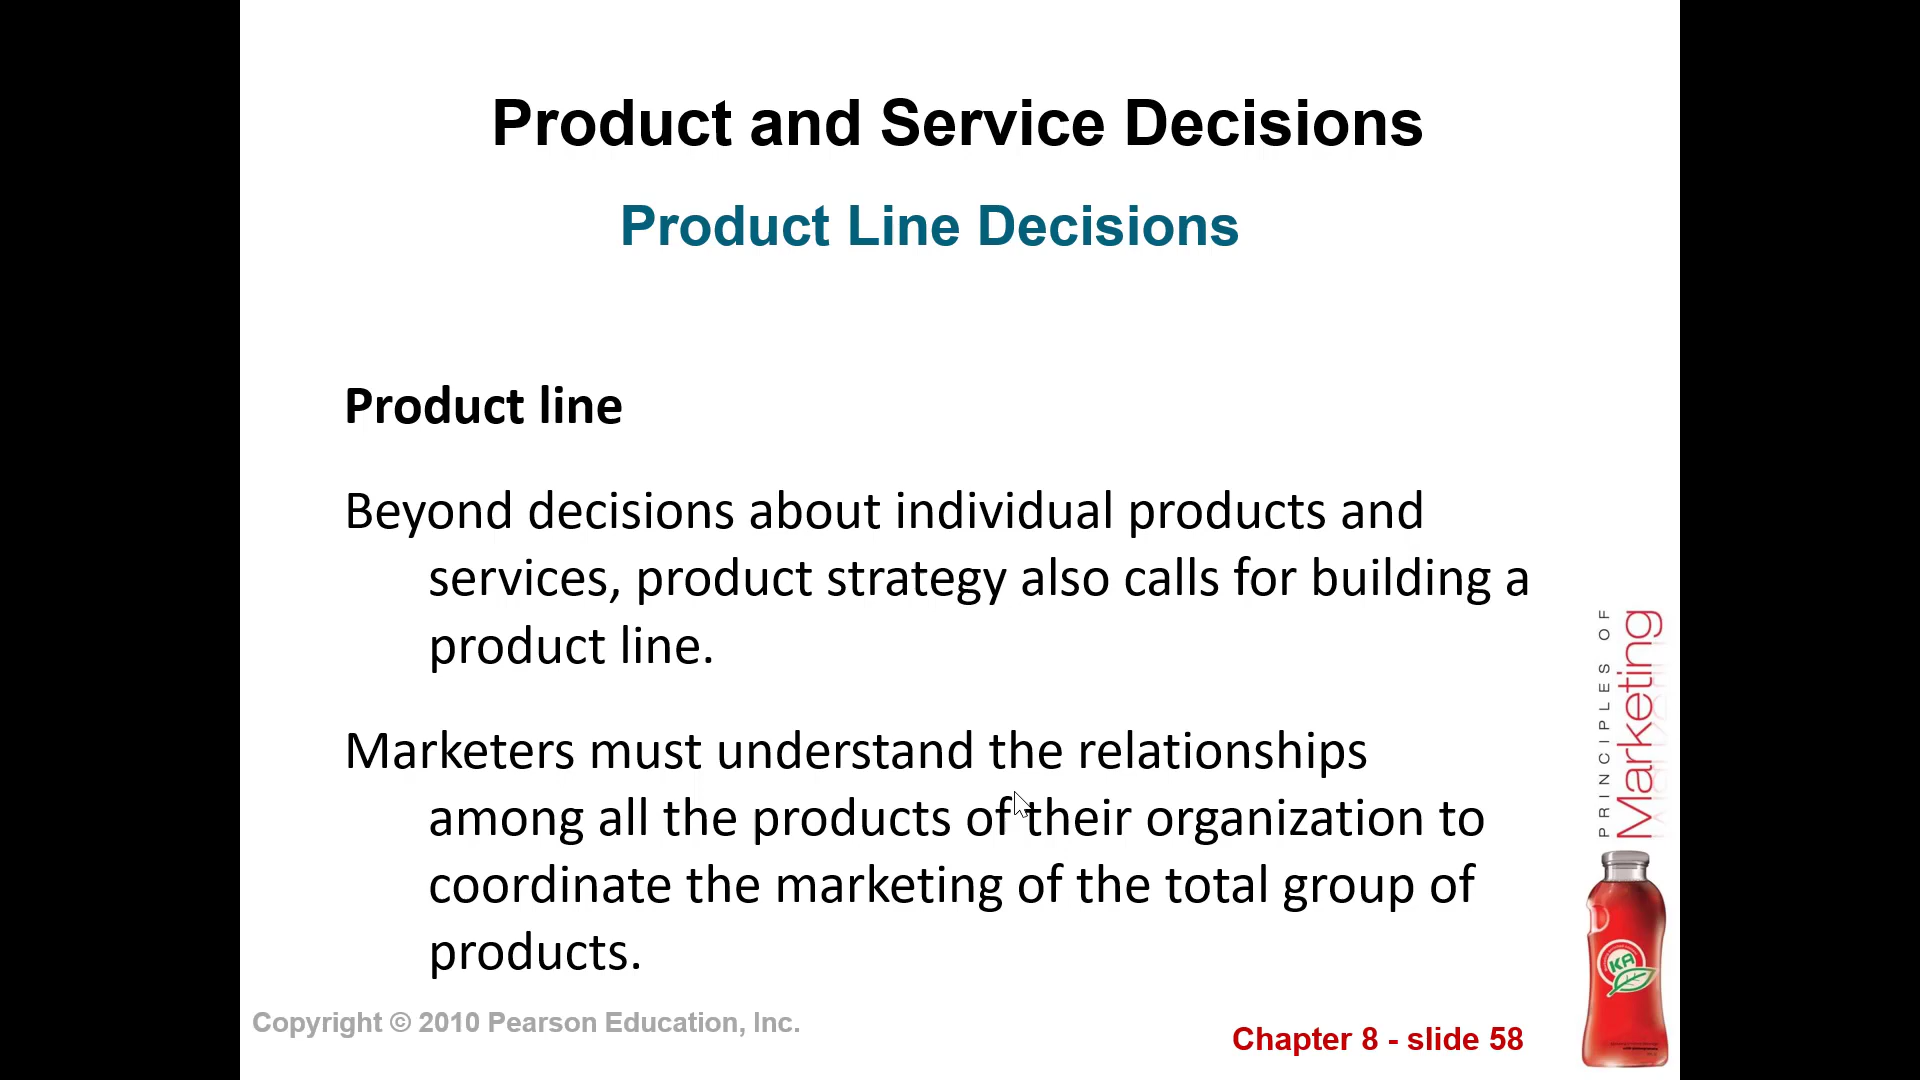 Product and Service Decisions
Product Line Decisions
Product line
Beyond decisions about individual products and
services, product strategy also calls for building a
product line.
Marketers must understand the relationships
among all the products of their organization to
coordinate the marketing of the total group of
products.
PRINCIPLES OF
Marketing
KA
Copyright © 2010 Pearson Education, Inc.
Chapter 8 - slide 58